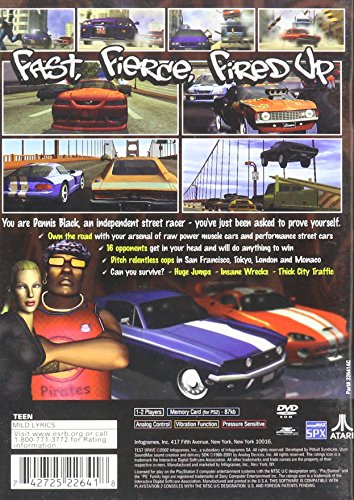 FAST, FIERCE, FIRED UP
You are Dennis Black, an independent street racer - you've just been asked to prove yourself.
✓ Own the road with your arsenal of raw power muscle cars and performance street cars
✓ 16 opponents get in your head and will do anything to win
✓ Ditch relentless cops in San Francisco, Tokyo, London and Monaco
✓ Can you survive? - Huge Jumps - Insane Wrecks - Thick City Traffic
Pirates
TEEN
MILD LYRICS
Visit www.esrb.org or call
1-800-771-3772 for Rating
Information.
1-2 Players
Memory Card (for PS2) - 87kb
Analog Control
Vibration Function
Pressure Sensitive
DVD
SPX
ATARI
Infogrames, Inc. 417 Fifth Avenue, New York, New York 10016.
7 42725 22641 8